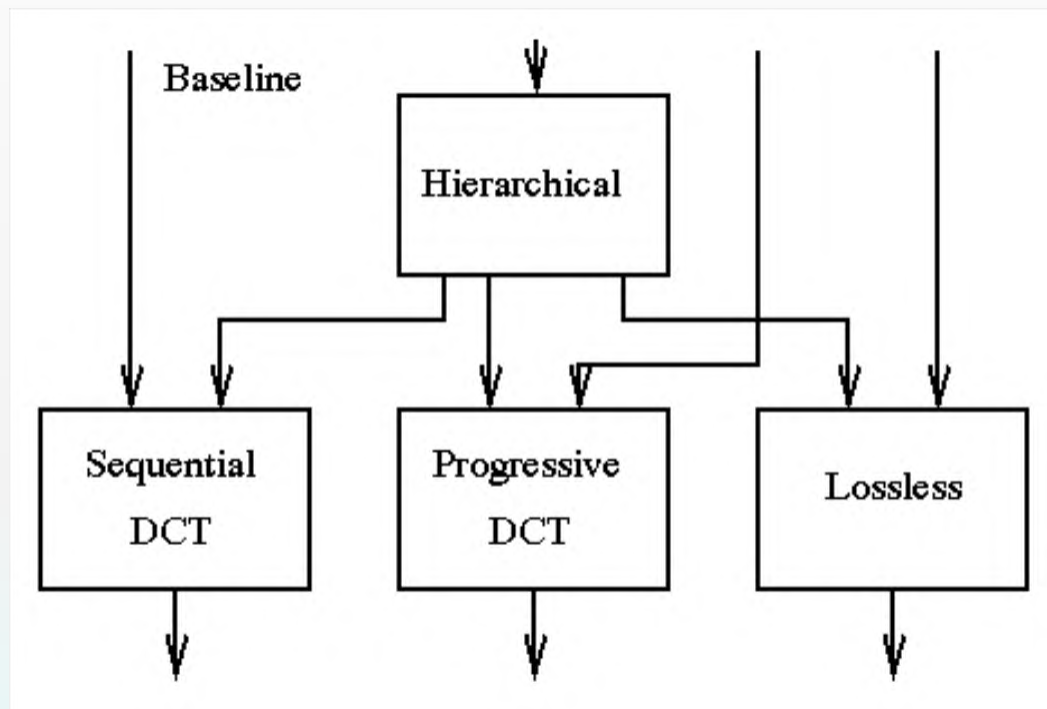 Baseline
Hierarchical
Sequential
DCT
Progressive
DCT
Lossless